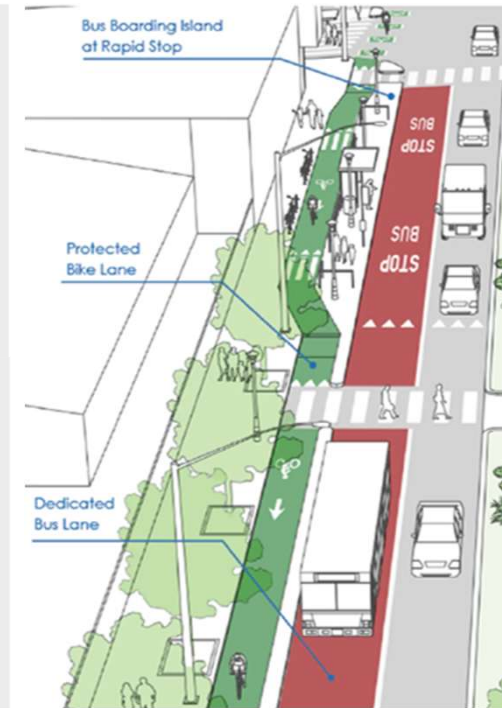 Bus Boarding Island
at Rapid Stop
BUS
STOP
BUS
STOP
Protected
Bike Lane
Dedicated
Bus Lane